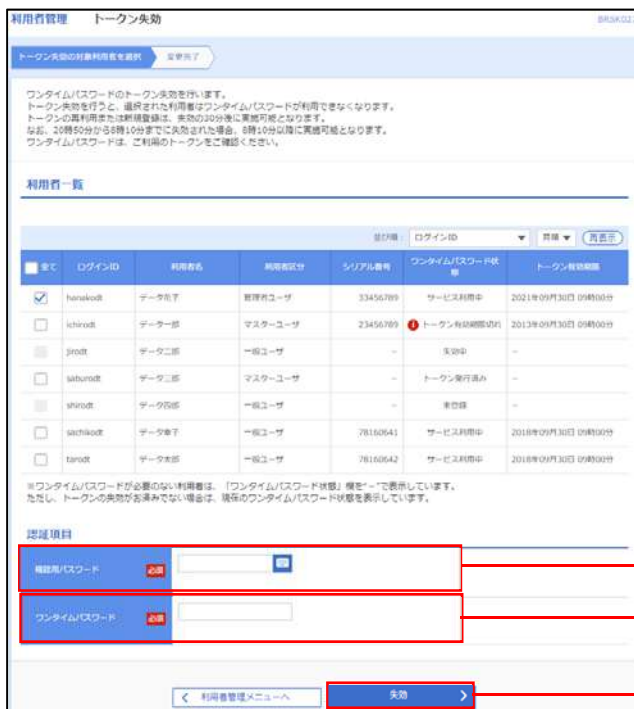 利用者管理 トークン失効 BRSK023
トークン失効の対象利用者を選択 変更完了
ワンタイムパスワードのトークン失効を行います。
トークン失効を行うと、選択された利用者はワンタイムパスワードが利用できなくなります。
トークンの再利用または新規登録は、失効の30分後に実施可能となります。
なお、20時50分から8時10分までに失効された場合、8時10分以降に実施可能となります。
ワンタイムパスワードは、ご利用のトークンをご確認ください。
利用者一覧
並び順: ログインID 昇順 再表示
全て ログインID 利用者名 利用者区分 シリアル番号 ワンタイムパスワード状態 トークン有効期限
hanakodt データ花子 管理者ユーザ 33456789 サービス利用中 2021年09月30日 09時00分
ichirodt データ一郎 マスターユーザ 23456789 トークン有効期限切れ 2013年09月30日 09時00分
jirodt データ二郎 一般ユーザ - 失効中 -
saburodt データ三郎 マスターユーザ - トークン発行済み -
shirodt データ四郎 一般ユーザ - 未登録 -
sachikodt データ幸子 一般ユーザ 78160641 サービス利用中 2018年09月30日 09時00分
tarodt データ太郎 一般ユーザ 78160642 サービス利用中 2018年09月30日 09時00分
※ワンタイムパスワードが必要のない利用者は、「ワンタイムパスワード状態」欄を"-"で表示しています。
ただし、トークンの失効がお済みでない場合は、現在のワンタイムパスワード状態を表示しています。
認証項目
確認用パスワード 必須
ワンタイムパスワード 必須
利用者管理メニューへ 失効